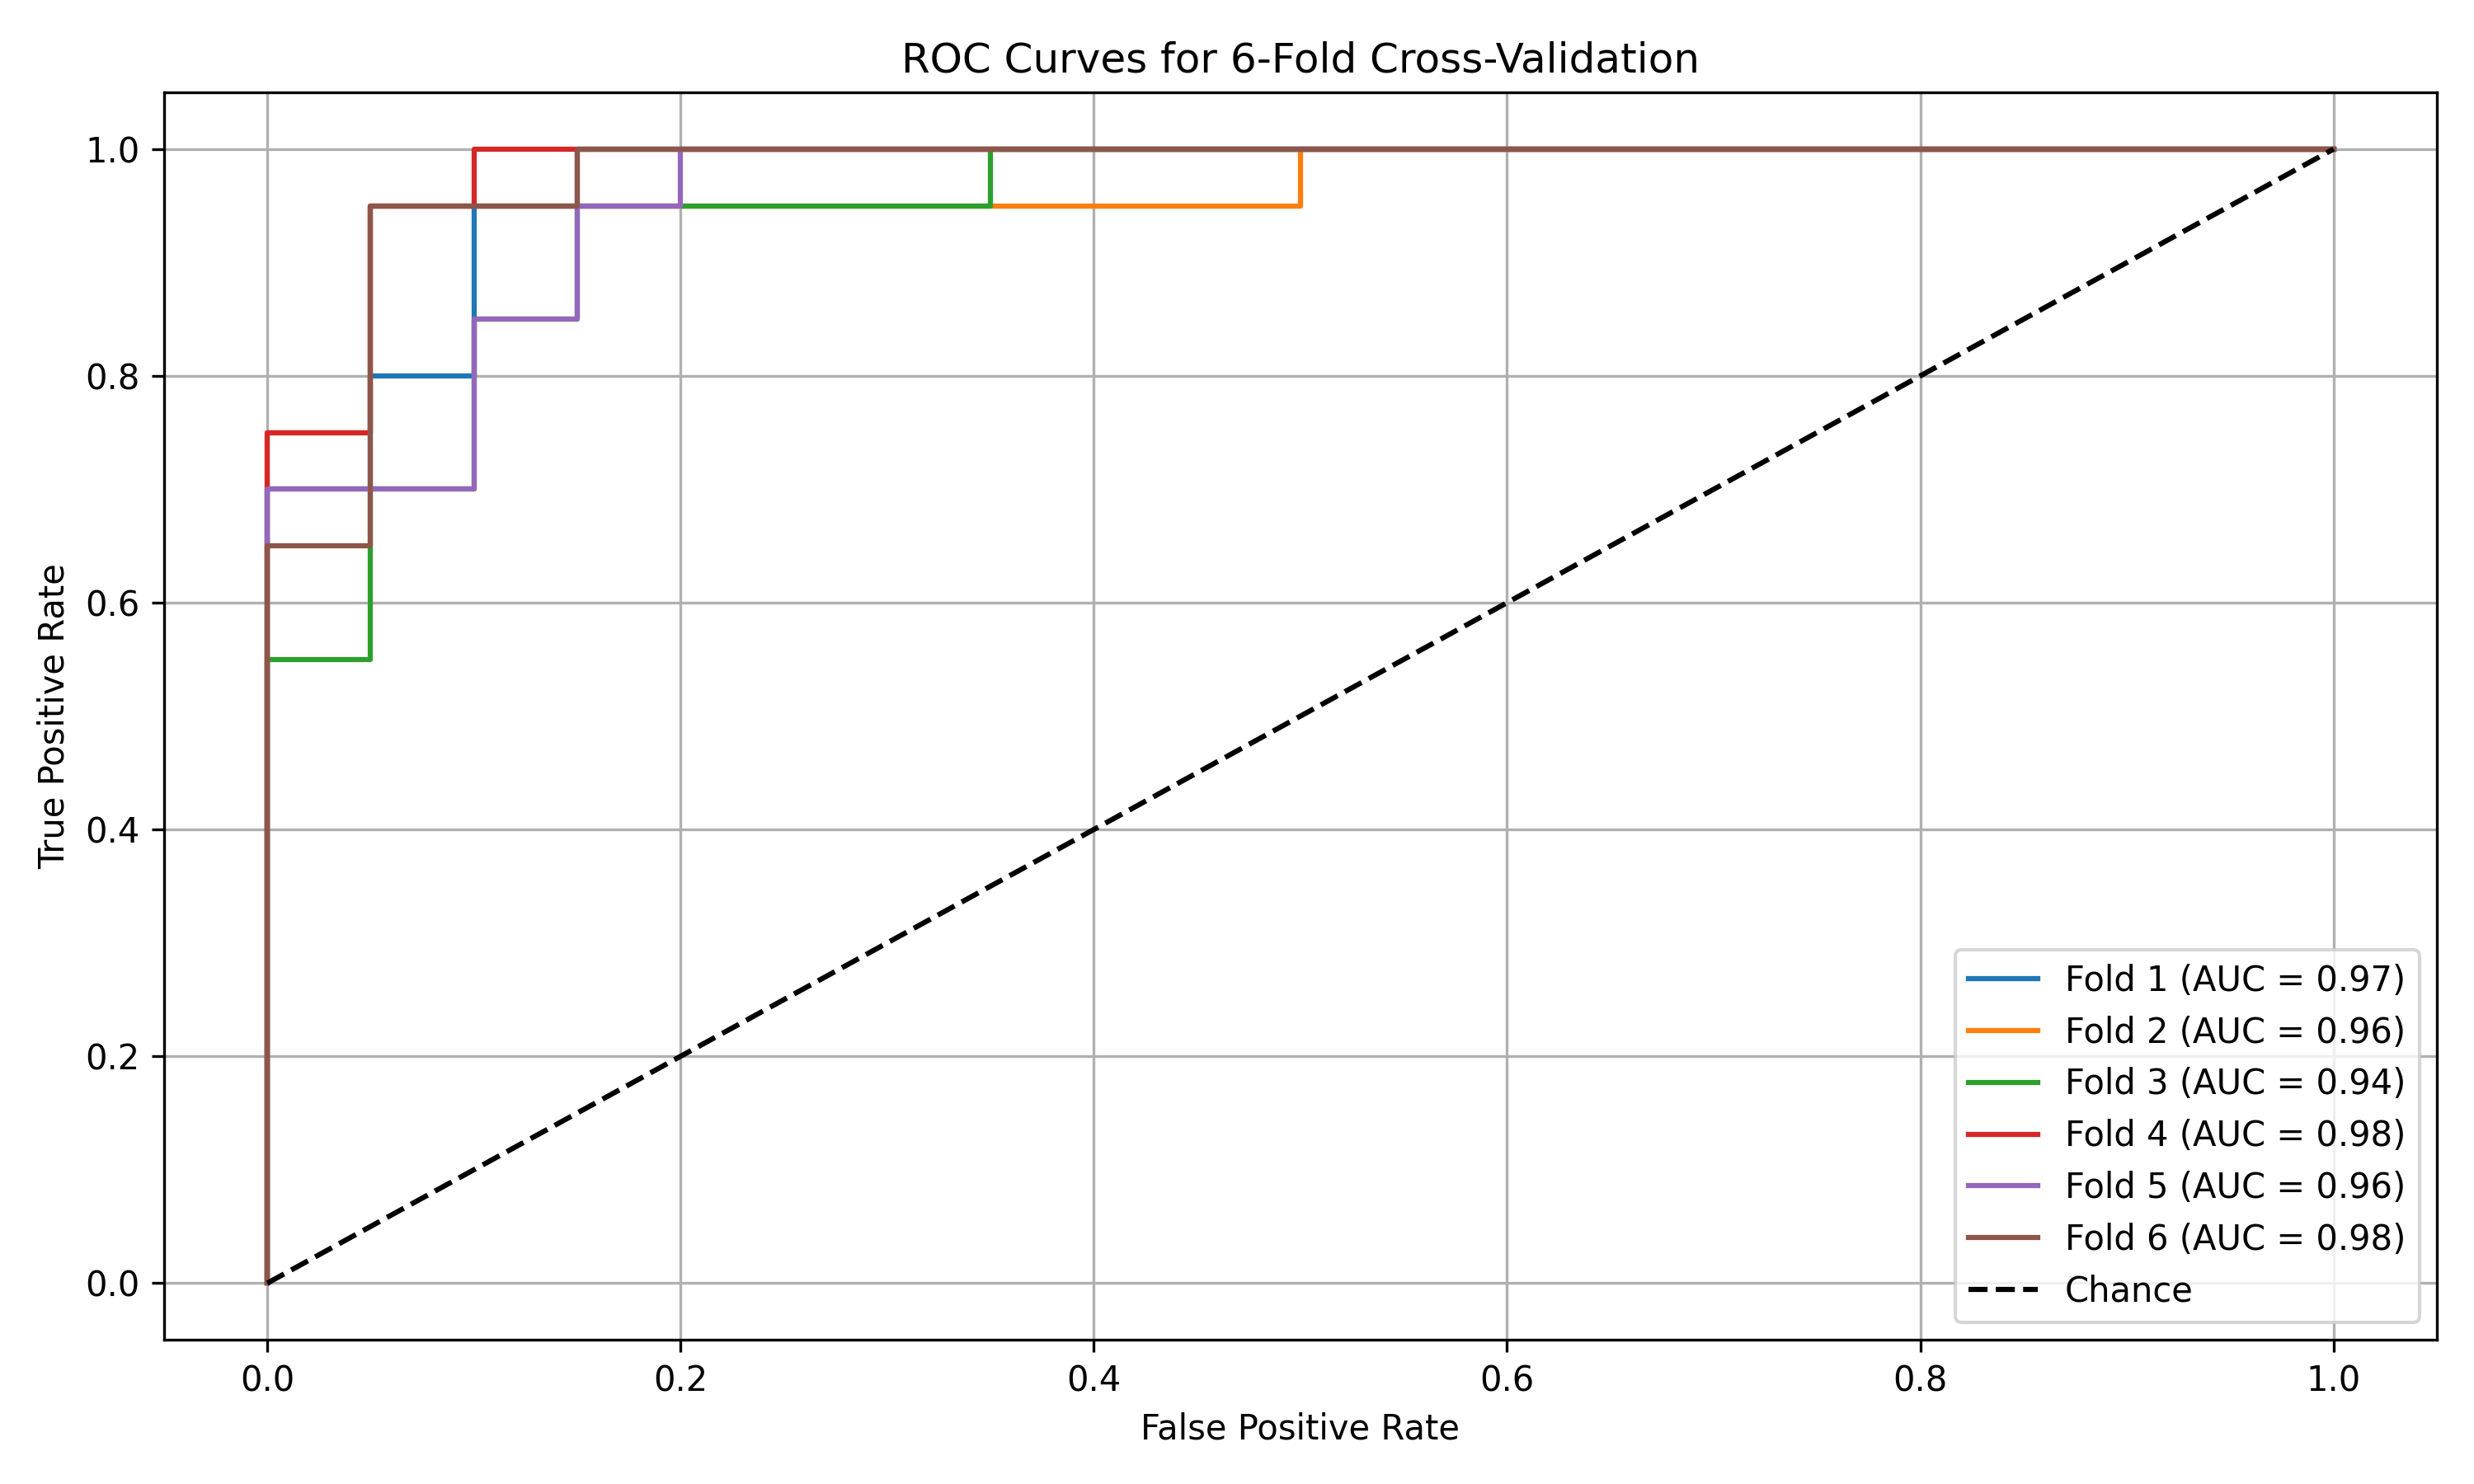 ROC Curves for 6-Fold Cross-Validation
True Positive Rate
1.0
0.8
0.6
0.4
0.2
0.0
0.0 0.2 0.4 0.6 0.8 1.0
False Positive Rate
Fold 1 (AUC = 0.97)
Fold 2 (AUC = 0.96)
Fold 3 (AUC = 0.94)
Fold 4 (AUC = 0.98)
Fold 5 (AUC = 0.96)
Fold 6 (AUC = 0.98)
Chance